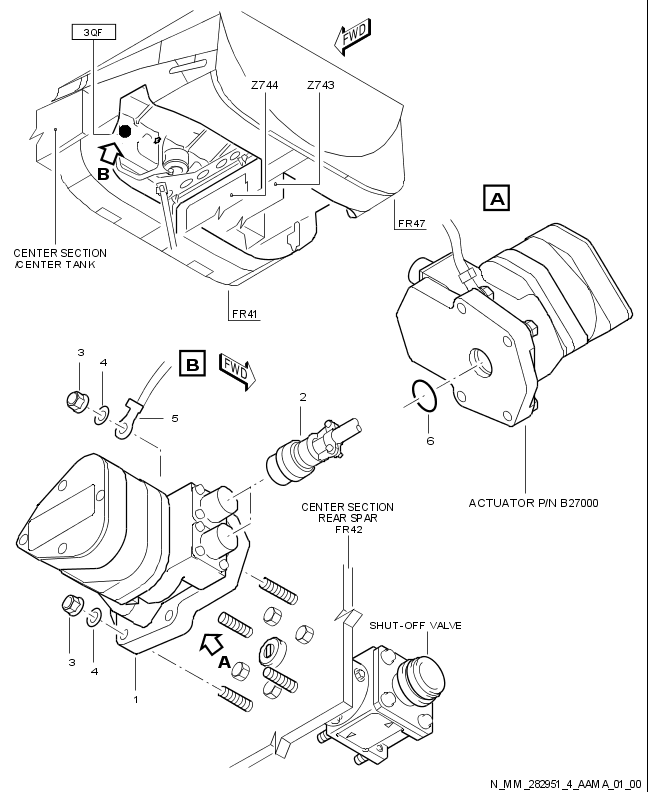 3QF
FWD
Z744
Z743
B
A
FR47
CENTER SECTION
/CENTER TANK
FR41
3
4
B
FWD
5
2
6
ACTUATOR P/N B27000
CENTER SECTION
REAR SPAR
FR42
SHUT-OFF VALVE
3
4
A
1
N_MM_282951_4_AAMA_01_00